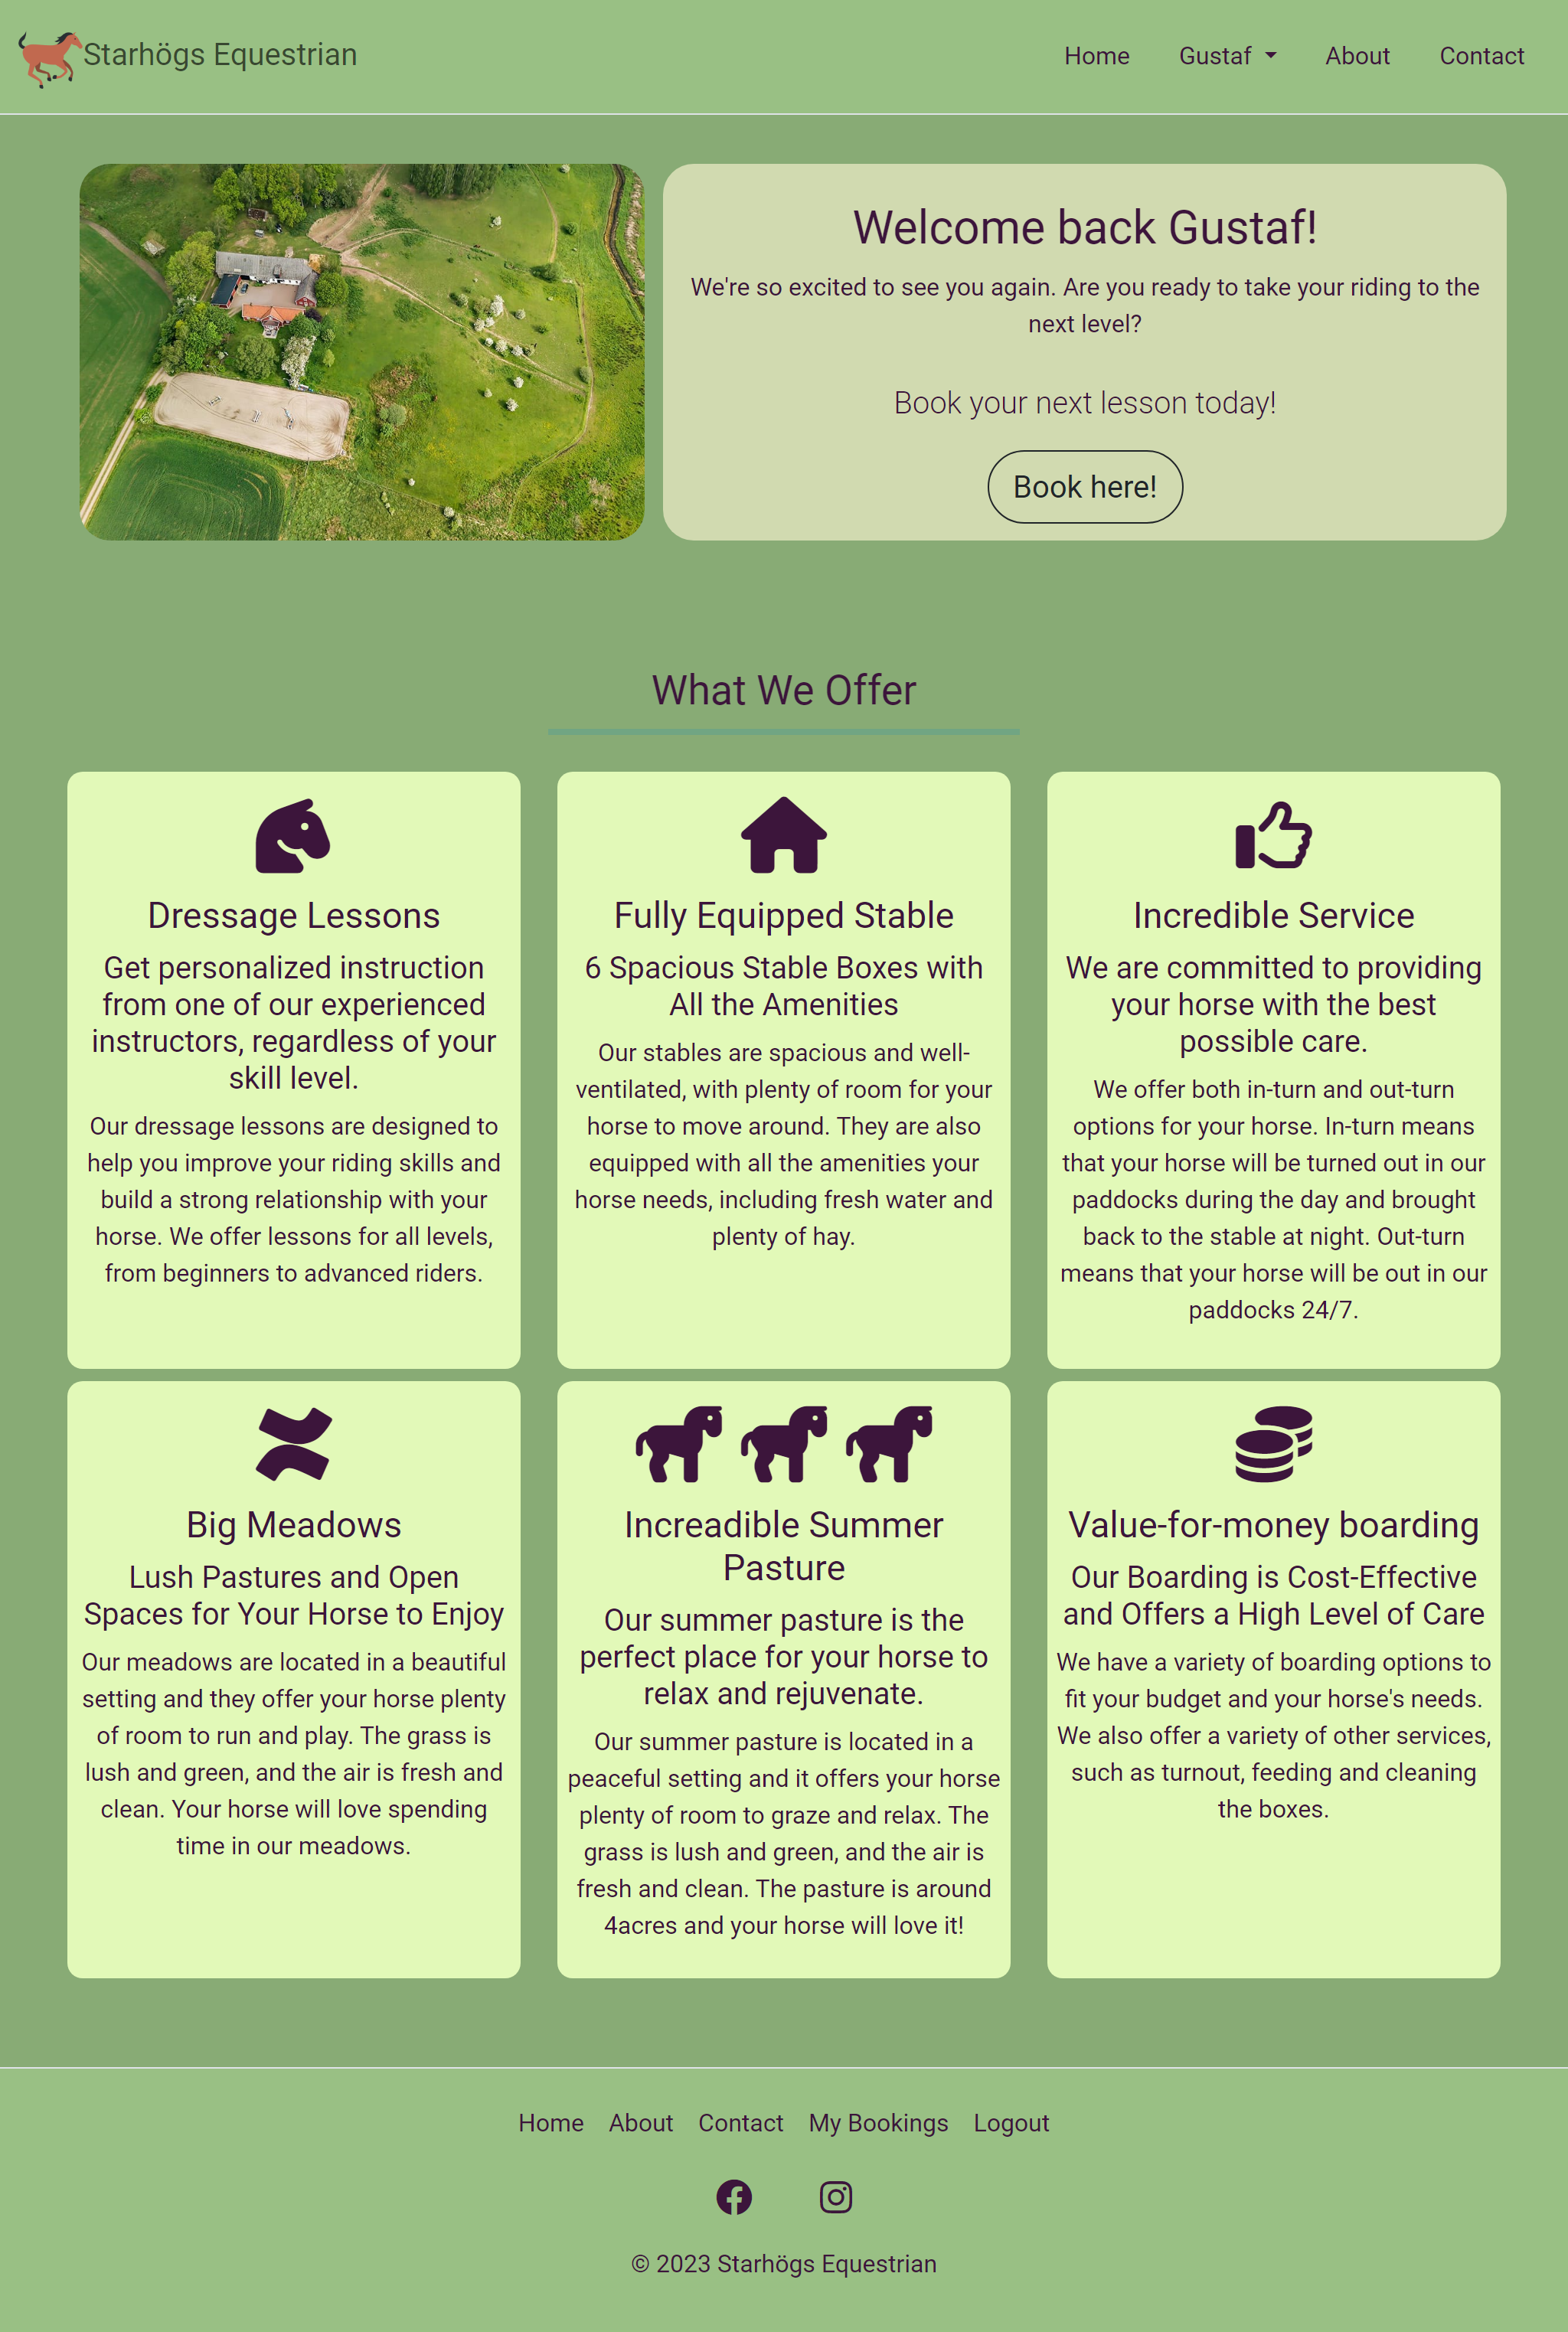 Starhögs Equestrian
Home
Gustaf
About
Contact
Welcome back Gustaf!
We're so excited to see you again. Are you ready to take your riding to the
next level?
Book your next lesson today!
Book here!
What We Offer
Dressage Lessons
Get personalized instruction
from one of our experienced
instructors, regardless of your
skill level.
Our dressage lessons are designed to
help you improve your riding skills and
build a strong relationship with your
horse. We offer lessons for all levels,
from beginners to advanced riders.
Fully Equipped Stable
6 Spacious Stable Boxes with
All the Amenities
Our stables are spacious and well-
ventilated, with plenty of room for your
horse to move around. They are also
equipped with all the amenities your
horse needs, including fresh water and
plenty of hay.
Incredible Service
We are committed to providing
your horse with the best
possible care.
We offer both in-turn and out-turn
options for your horse. In-turn means
that your horse will be turned out in our
paddocks during the day and brought
back to the stable at night. Out-turn
means that your horse will be out in our
paddocks 24/7.
Big Meadows
Lush Pastures and Open
Spaces for Your Horse to Enjoy
Our meadows are located in a beautiful
setting and they offer your horse plenty
of room to run and play. The grass is
lush and green, and the air is fresh and
clean. Your horse will love spending
time in our meadows.
Increadible Summer
Pasture
Our summer pasture is the
perfect place for your horse to
relax and rejuvenate.
Our summer pasture is located in a
peaceful setting and it offers your horse
plenty of room to graze and relax. The
grass is lush and green, and the air is
fresh and clean. The pasture is around
4acres and your horse will love it!
Value-for-money boarding
Our Boarding is Cost-Effective
and Offers a High Level of Care
We have a variety of boarding options to
fit your budget and your horse's needs.
We also offer a variety of other services,
such as turnout, feeding and cleaning
the boxes.
Home About Contact My Bookings Logout
© 2023 Starhögs Equestrian